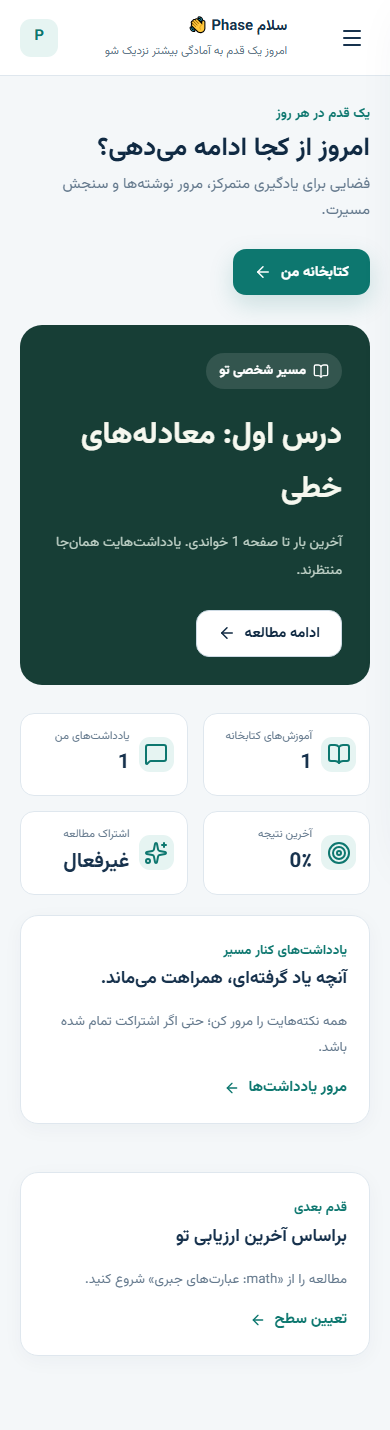 سلام Phase 👋
امروز یک قدم به آمادگی بیشتر نزدیک شو
P
یک قدم در هر روز
امروز از کجا ادامه می‌دهی؟
فضایی برای یادگیری متمرکز، مرور نوشته‌ها و سنجش
مسیرت.
کتابخانه من
مسیر شخصی تو
درس اول: معادله‌های
خطی
آخرین بار تا صفحه 1 خواندی. یادداشت‌هایت همان‌جا
منتظرند.
ادامه مطالعه
آموزش‌های کتابخانه
1
یادداشت‌های من
1
آخرین نتیجه
0٪
اشتراک مطالعه
غیرفعال
یادداشت‌های کنار مسیر
آنچه یاد گرفته‌ای، همراهت می‌ماند.
همه نکته‌هایت را مرور کن؛ حتی اگر اشتراکت تمام شده
باشد.
مرور یادداشت‌ها
قدم بعدی
براساس آخرین ارزیابی تو
مطالعه را از «math: عبارت‌های جبری» شروع کنید.
تعیین سطح